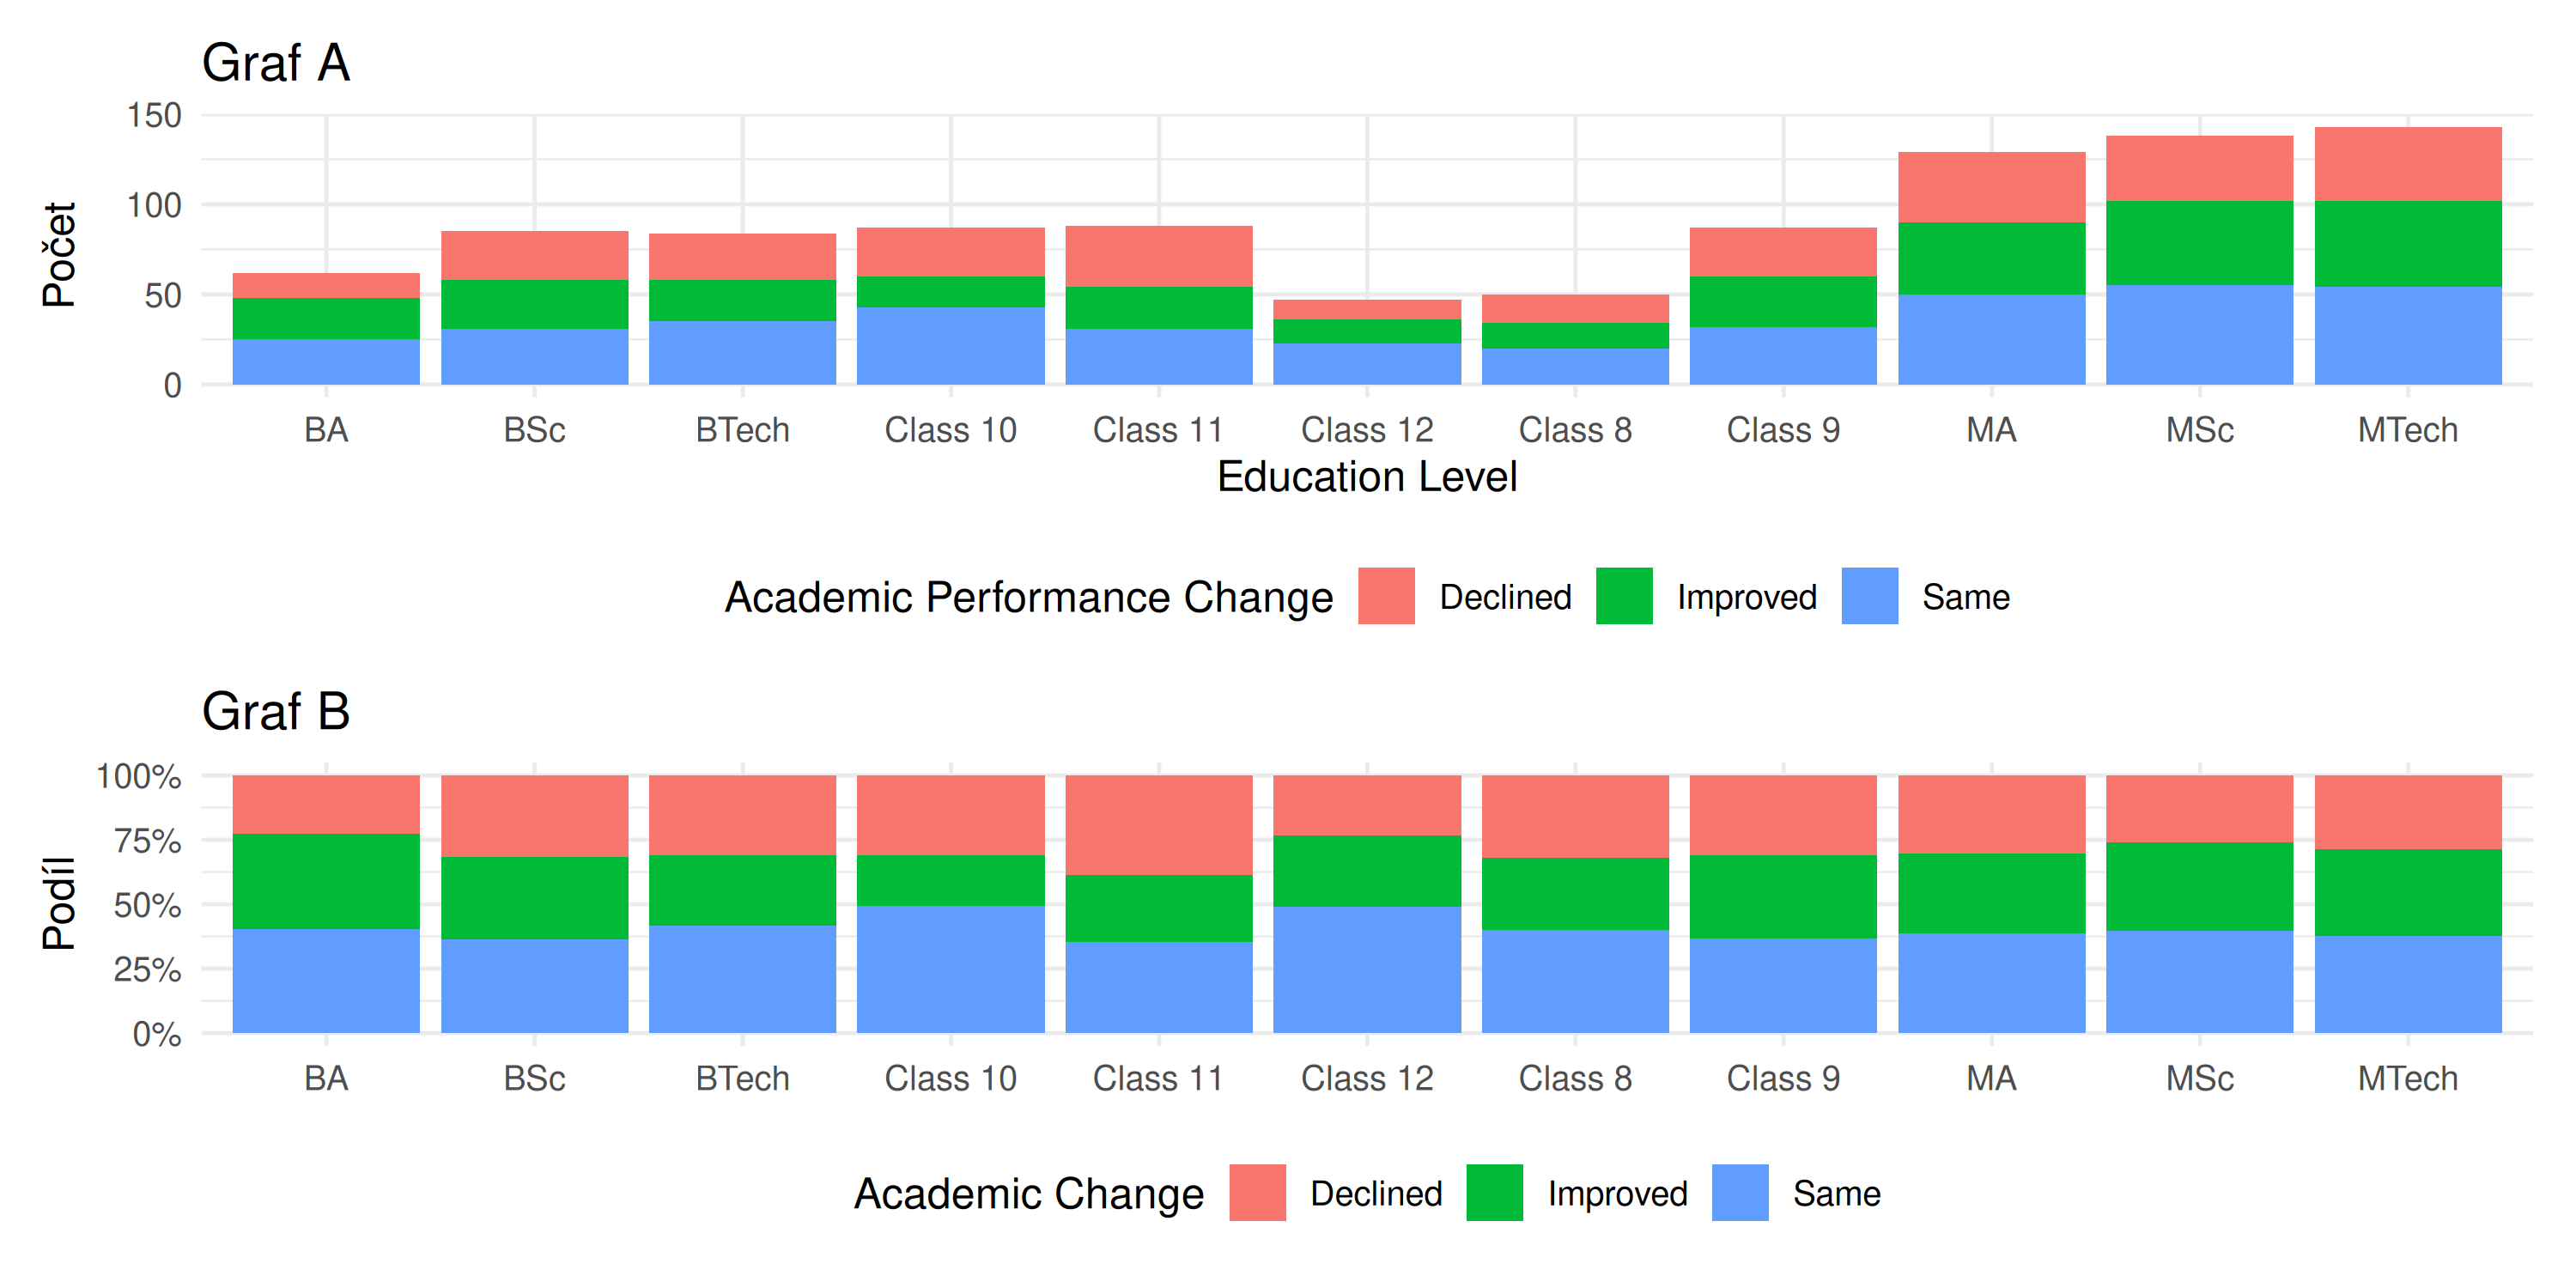 Graf A
150
100
50
0
Počet
BA BSc BTech Class 10 Class 11 Class 12 Class 8 Class 9 MA MSc MTech
Education Level
Academic Performance Change Declined Improved Same
Graf B
100%
75%
50%
25%
0%
Podíl
BA BSc BTech Class 10 Class 11 Class 12 Class 8 Class 9 MA MSc MTech
Academic Change Declined Improved Same